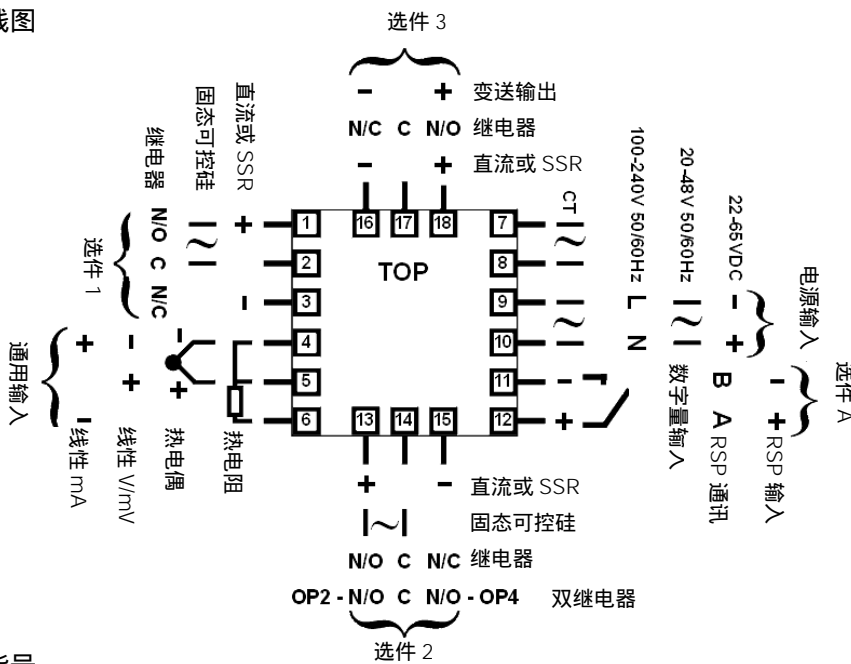 线图
选件 3
- + 变送输出
N/C C N/O 继电器
- + 直流或 SSR
继电器
固态可控硅
直流或 SSR
选件 1
N/O
C
N/C
+
-
1
2
3
4
5
6
16 17 18
TOP
7
8
9
10
11
12
13 14 15
CT
100-240V 50/60Hz
L
N
20-48V 50/60Hz
22-65VDC
-
+
电源输入
通用输入
+
-
线性 mA
-
+
线性 V/mV
-
+
热电偶
热电阻
-
+
数字量输入
B
A
RSP 通讯
-
+
RSP 输入
选件 A
+ - 直流或 SSR
固态可控硅
N/O C N/C 继电器
OP2 - N/O C N/O - OP4 双继电器
选件 2